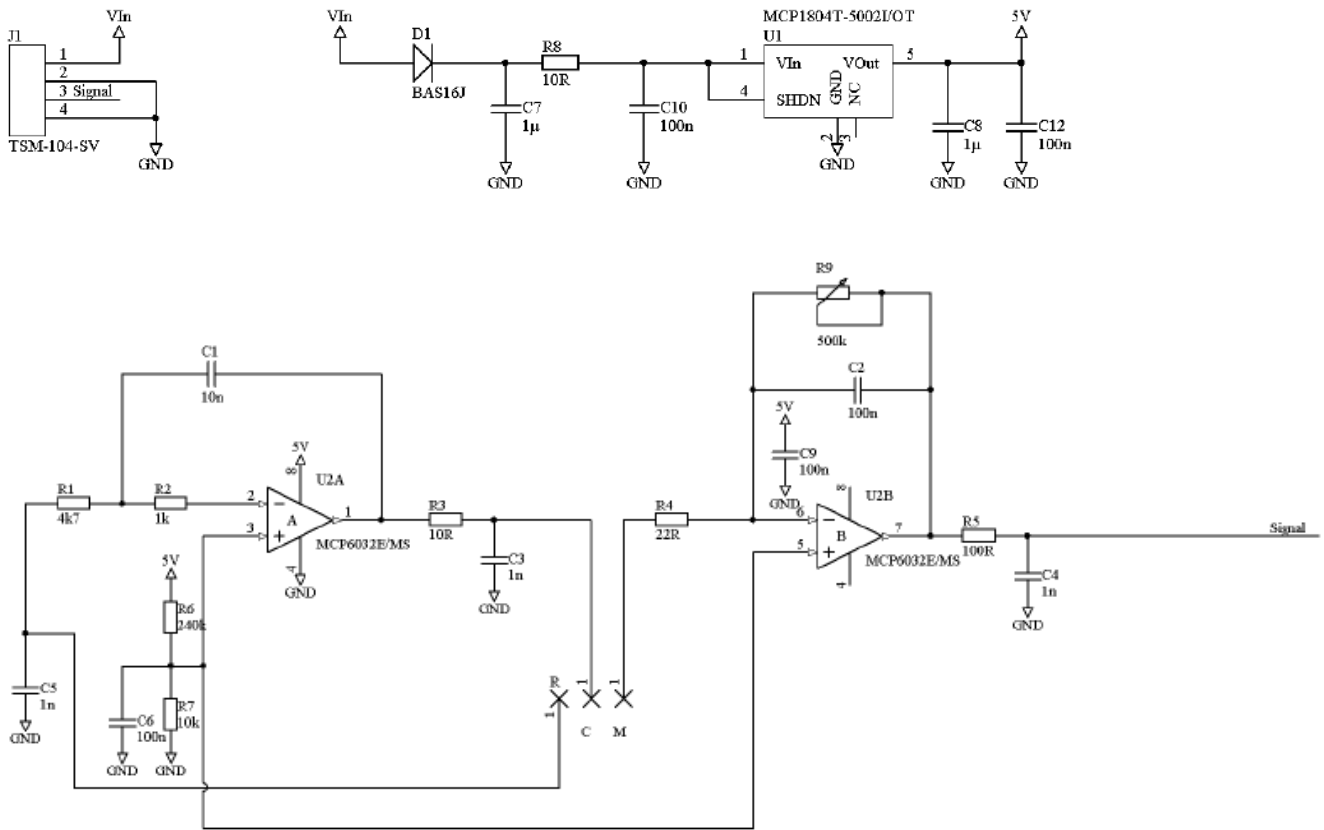 VIn
J1
1
2
3 Signal
4
TSM-104-SV
GND
VIn
D1
BAS16J
C7
1µ
GND
R8
10R
C10
100n
GND
MCP1804T-5002I/OT
U1
1
VIn
VOut
5
4
SHDN
GND
NC
2
3
GND
5V
C8
1µ
GND
C12
100n
GND
R9
500k
C1
10n
C2
100n
5V
C9
100n
GND
R1
4k7
R2
1k
5V
8
U2A
2
3
A
1
MCP6032E/MS
4
GND
R3
10R
C3
1n
GND
R4
22R
8
U2B
6
5
B
7
MCP6032E/MS
4
R5
100R
Signal
C4
1n
GND
5V
R6
240k
C5
1n
GND
C6
100n
GND
R7
10k
GND
R
1
1
C
1
M